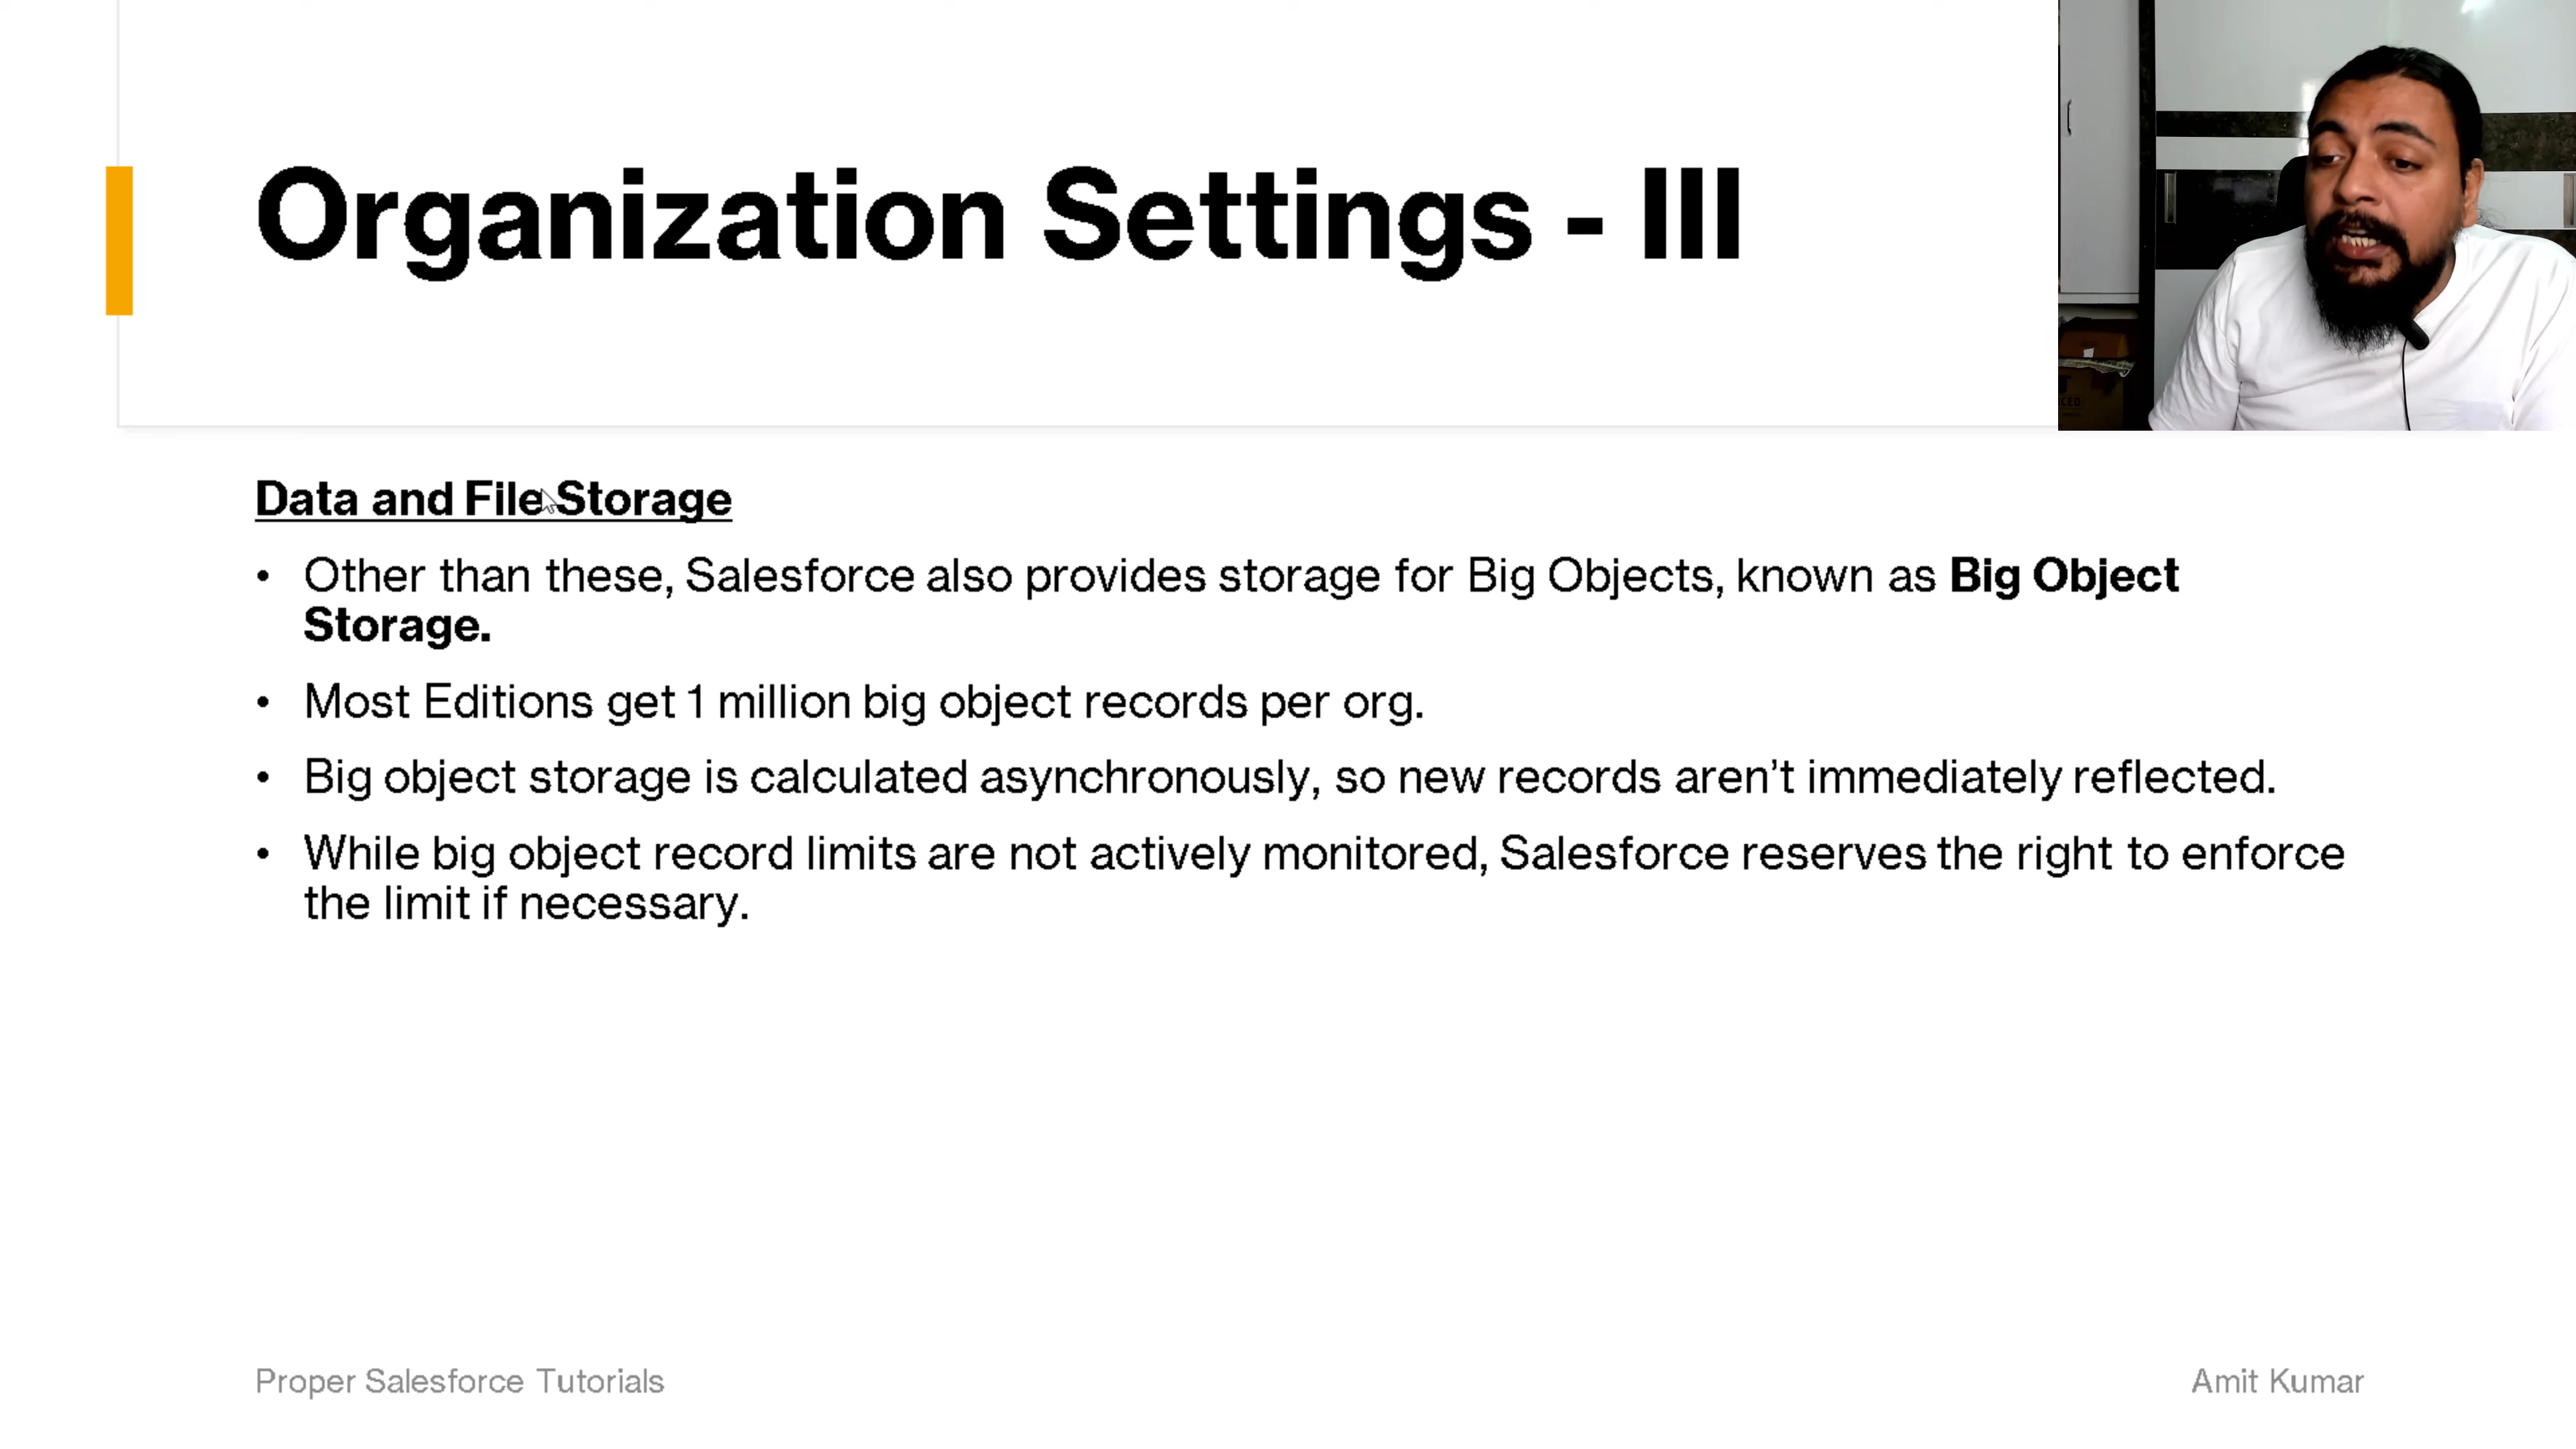 Organization Settings - III
Data and File Storage
• Other than these, Salesforce also provides storage for Big Objects, known as Big Object
Storage.
• Most Editions get 1 million big object records per org.
• Big object storage is calculated asynchronously, so new records aren't immediately reflected.
• While big object record limits are not actively monitored, Salesforce reserves the right to enforce
the limit if necessary.
Proper Salesforce Tutorials
Amit Kumar